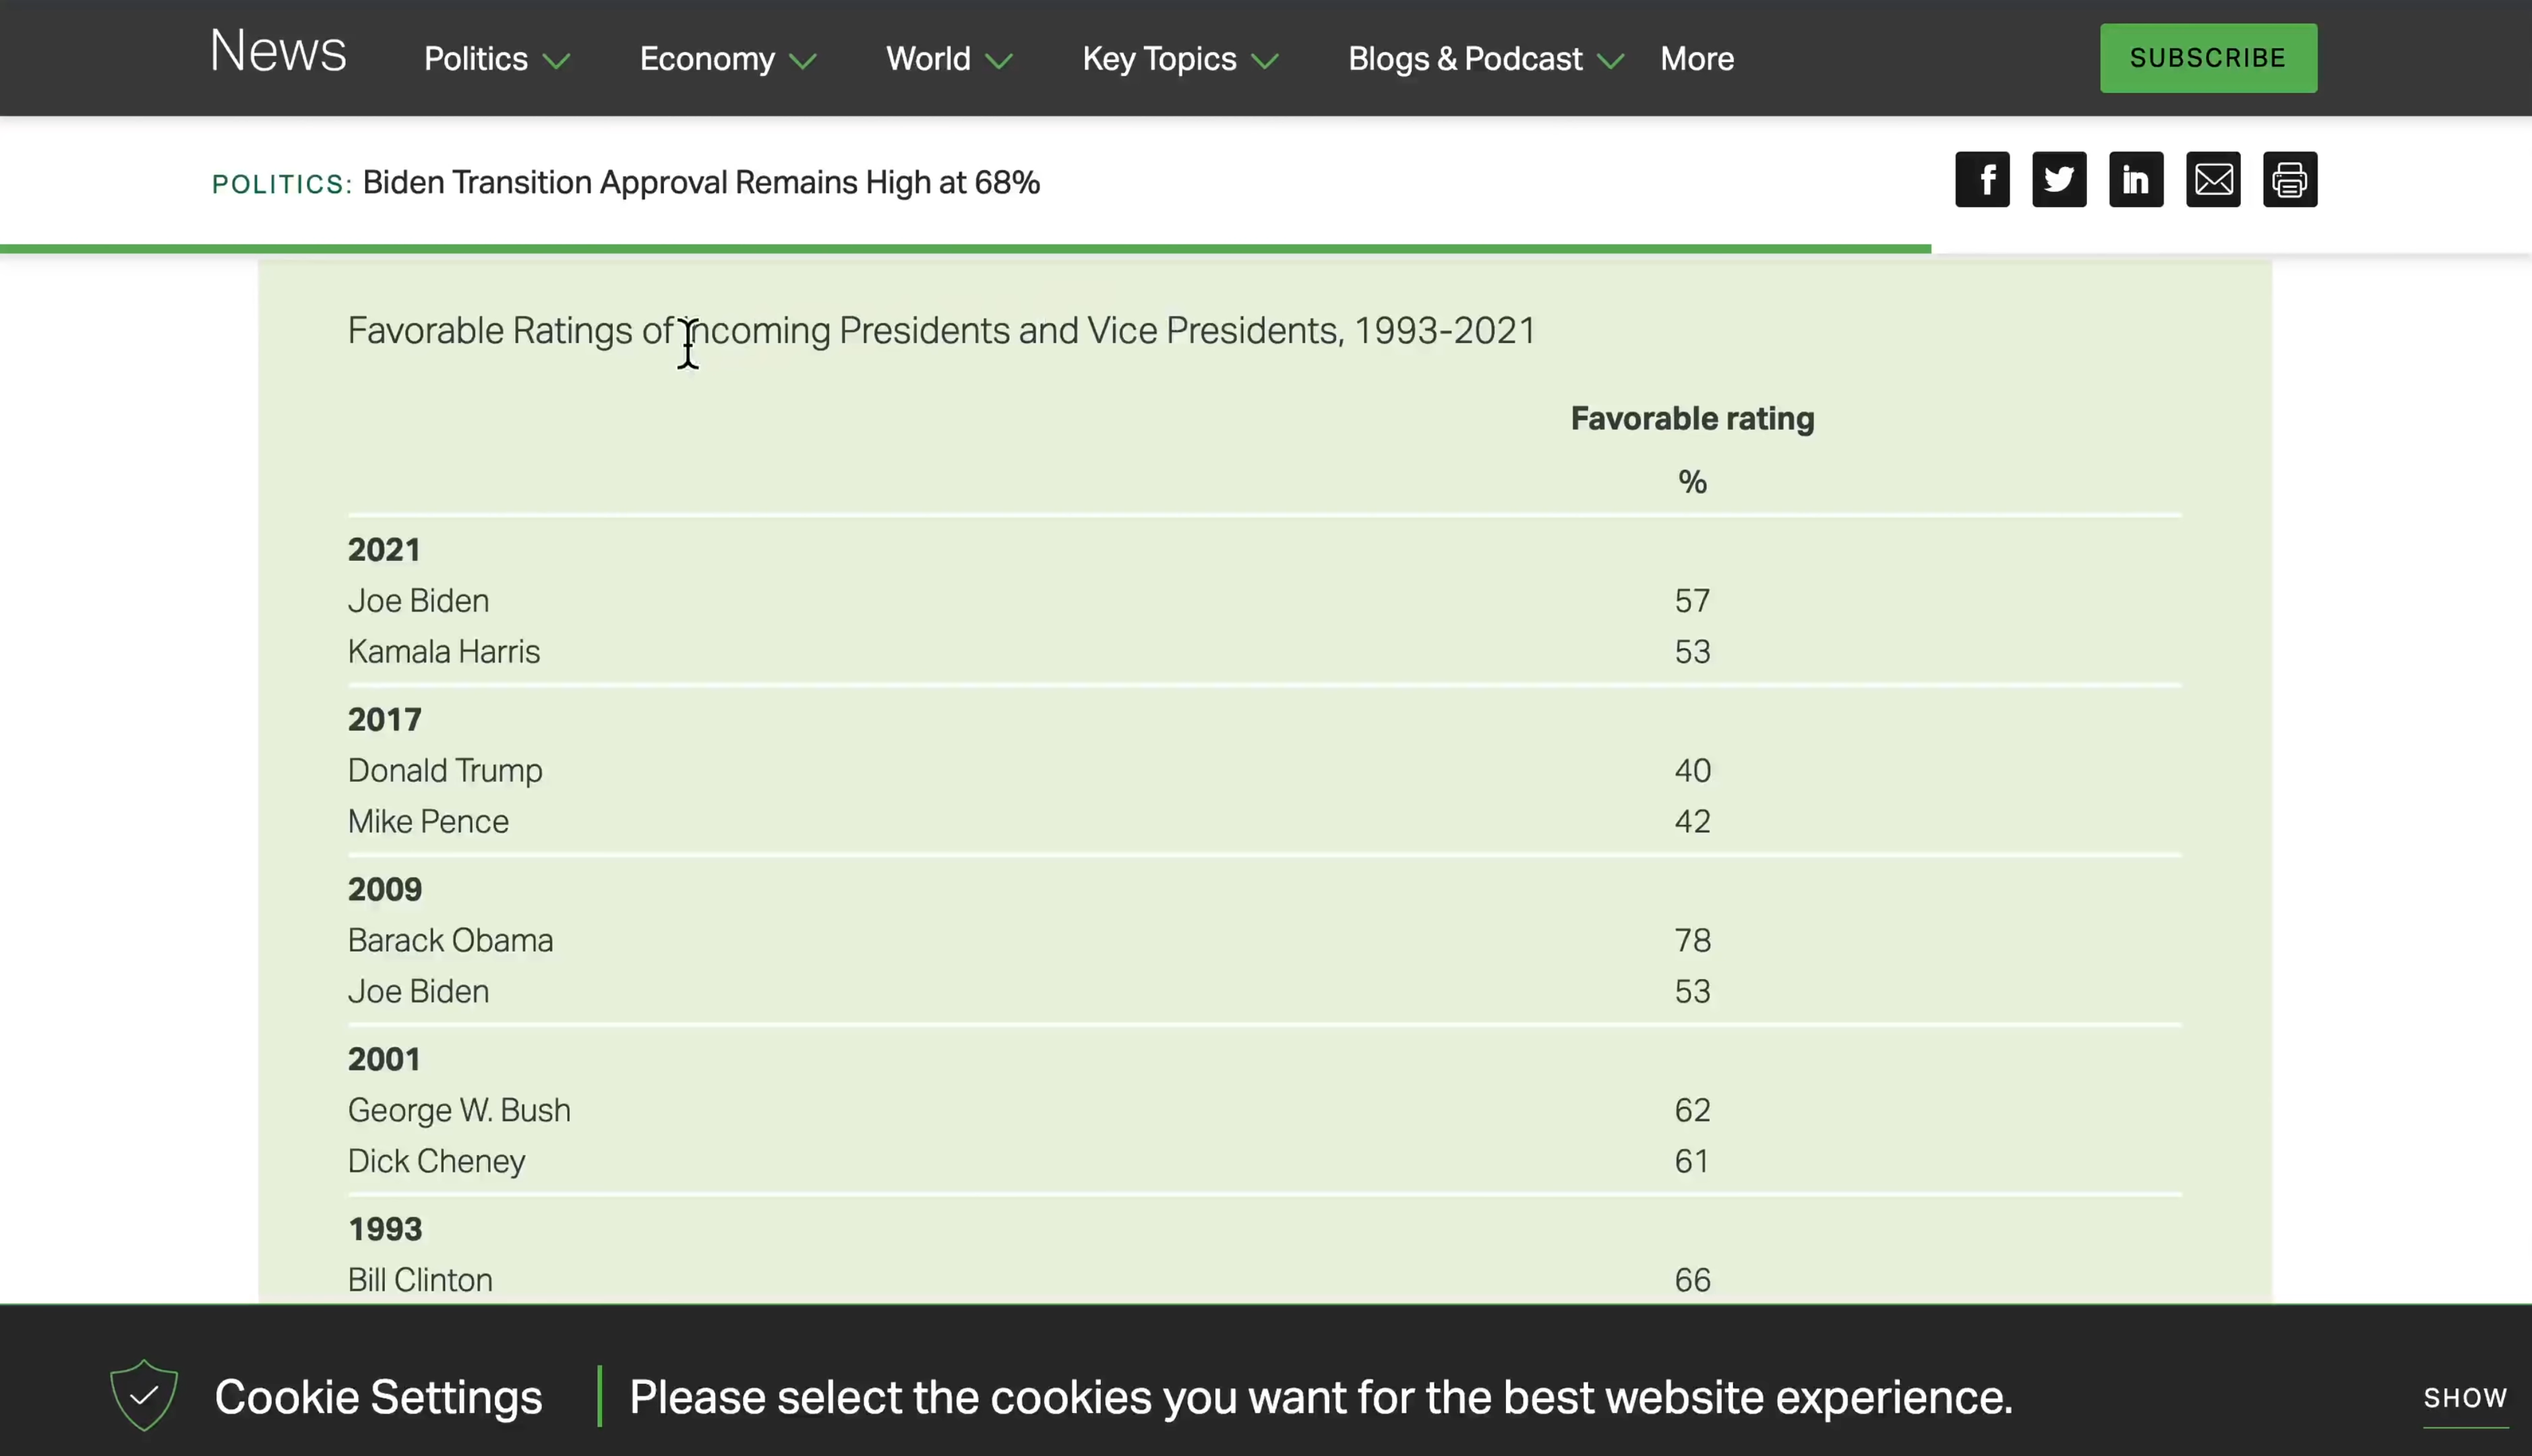 News Politics Economy World Key Topics Blogs & Podcast More SUBSCRIBE
POLITICS: Biden Transition Approval Remains High at 68%
Favorable Ratings of Incoming Presidents and Vice Presidents, 1993-2021
Favorable rating
%
2021
Joe Biden 57
Kamala Harris 53
2017
Donald Trump 40
Mike Pence 42
2009
Barack Obama 78
Joe Biden 53
2001
George W. Bush 62
Dick Cheney 61
1993
Bill Clinton 66
Cookie Settings Please select the cookies you want for the best website experience. SHOW